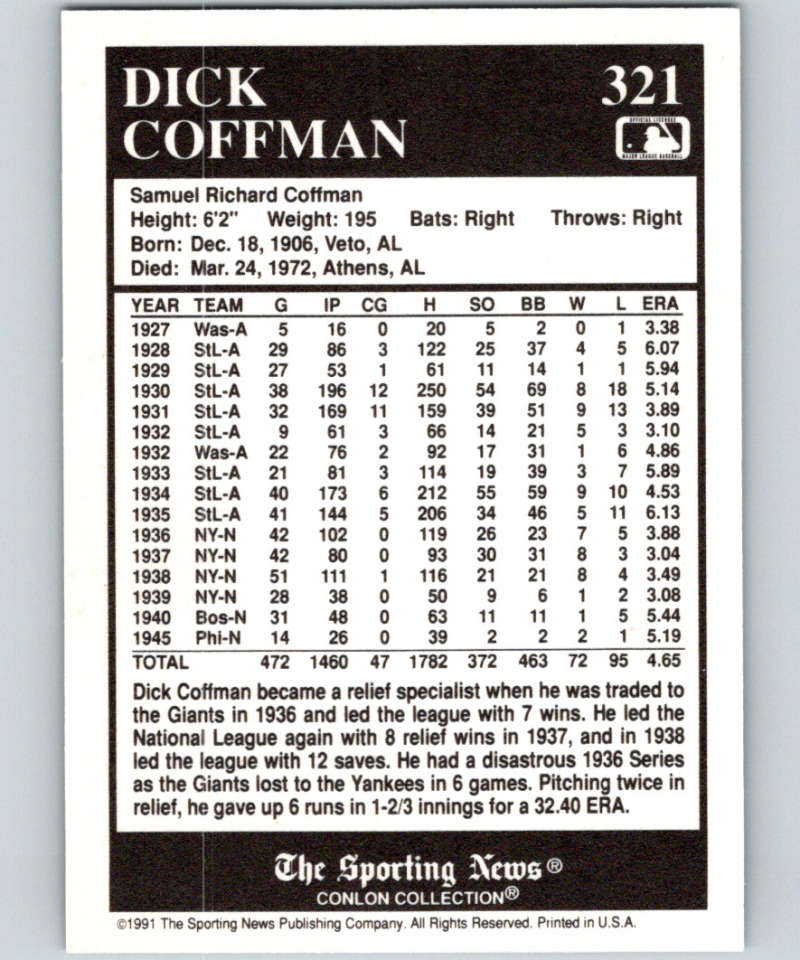 DICK 321
COFFMAN
OFFICIAL LICENSEE
MAJOR LEAGUE BASEBALL
Samuel Richard Coffman
Height: 6'2" Weight: 195 Bats: Right Throws: Right
Born: Dec. 18, 1906, Veto, AL
Died: Mar. 24, 1972, Athens, AL
YEAR TEAM G IP CG H SO BB W L ERA
1927 Was-A 5 16 0 20 5 2 0 1 3.38
1928 StL-A 29 86 3 122 25 37 4 5 6.07
1929 StL-A 27 53 1 61 11 14 1 1 5.94
1930 StL-A 38 196 12 250 54 69 8 18 5.14
1931 StL-A 32 169 11 159 39 51 9 13 3.89
1932 StL-A 9 61 3 66 14 21 5 3 3.10
1932 Was-A 22 76 2 92 17 31 1 6 4.86
1933 StL-A 21 81 3 114 19 39 3 7 5.89
1934 StL-A 40 173 6 212 55 59 9 10 4.53
1935 StL-A 41 144 5 206 34 46 5 11 6.13
1936 NY-N 42 102 0 119 26 23 7 5 3.88
1937 NY-N 42 80 0 93 30 31 8 3 3.04
1938 NY-N 51 111 1 116 21 21 8 4 3.49
1939 NY-N 28 38 0 50 9 6 1 2 3.08
1940 Bos-N 31 48 0 63 11 11 1 5 5.44
1945 Phi-N 14 26 0 39 2 2 2 1 5.19
TOTAL 472 1460 47 1782 372 463 72 95 4.65
Dick Coffman became a relief specialist when he was traded to
the Giants in 1936 and led the league with 7 wins. He led the
National League again with 8 relief wins in 1937, and in 1938
led the league with 12 saves. He had a disastrous 1936 Series
as the Giants lost to the Yankees in 6 games. Pitching twice in
relief, he gave up 6 runs in 1-2/3 innings for a 32.40 ERA.
The Sporting News®
CONLON COLLECTION®
©1991 The Sporting News Publishing Company. All Rights Reserved. Printed in U.S.A.